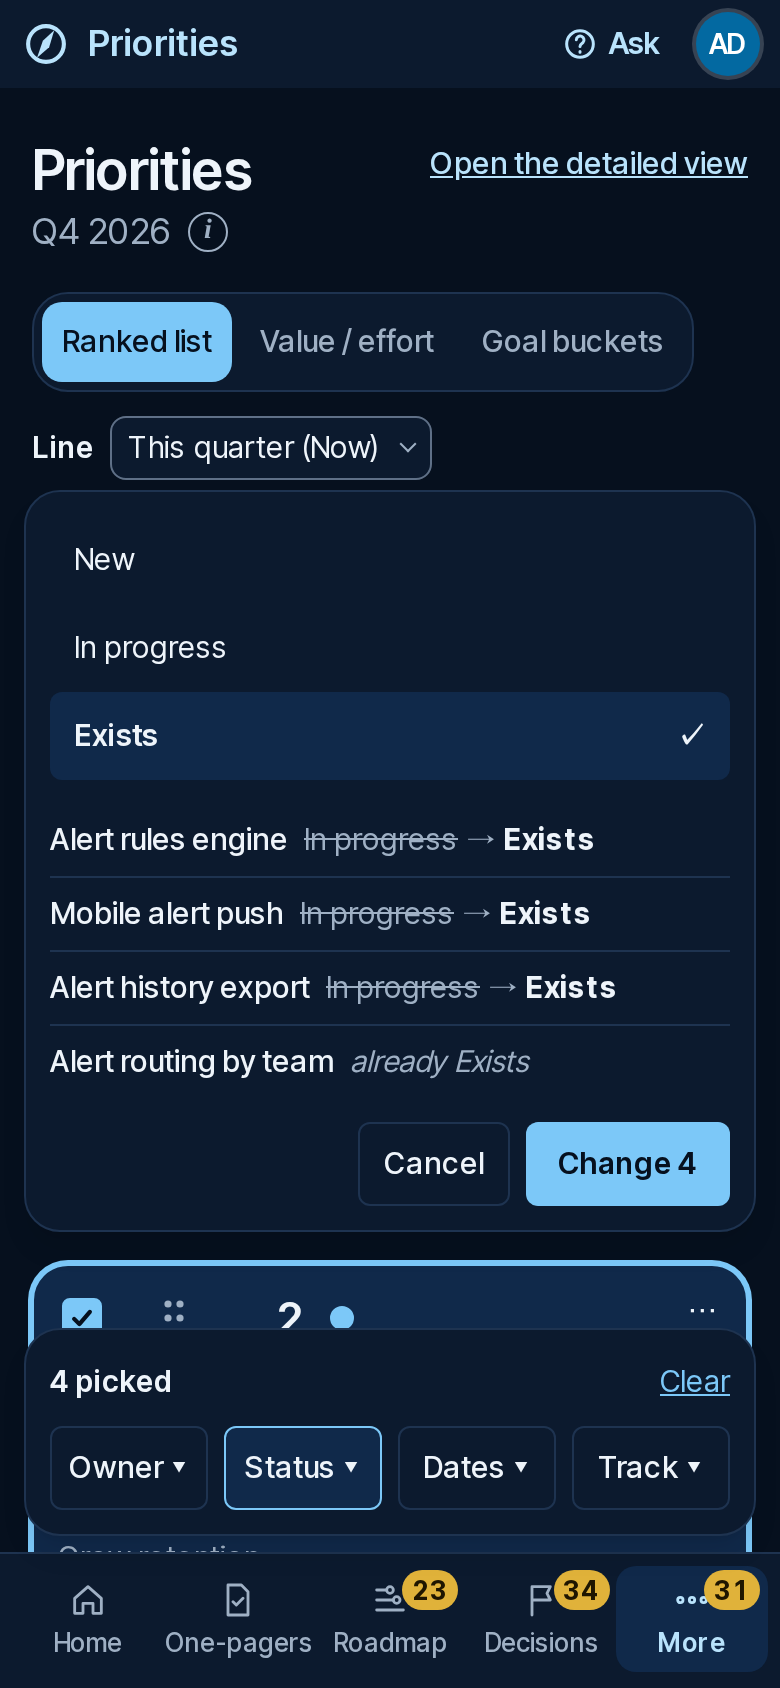 Priorities
Ask
AD
Priorities
Open the detailed view
Q4 2026 i
Ranked list
Value / effort
Goal buckets
Line
This quarter (Now)
New
In progress
Exists ✓
Alert rules engine In progress → Exists
Mobile alert push In progress → Exists
Alert history export In progress → Exists
Alert routing by team already Exists
Cancel
Change 4
2
...
4 picked
Clear
Owner ▾
Status ▾
Dates ▾
Track ▾
23
34
31
Home
One-pagers
Roadmap
Decisions
More